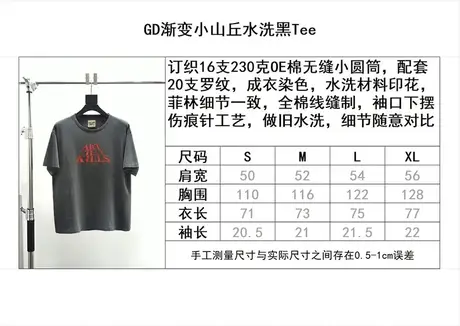 GD渐变小山丘水洗黑Tee
订织16支230克OE棉无缝小圆筒，配套
20支罗纹，成衣染色，水洗材料印花，
菲林细节一致，全棉线缝制，袖口下摆
伤痕针工艺，做旧水洗，细节随意对比
尺码 S M L XL
肩宽 50 52 54 56
胸围 110 116 122 128
衣长 71 73 75 77
袖长 20.5 21 21.5 22
手工测量尺寸与实际尺寸之间存在0.5-1cm误差